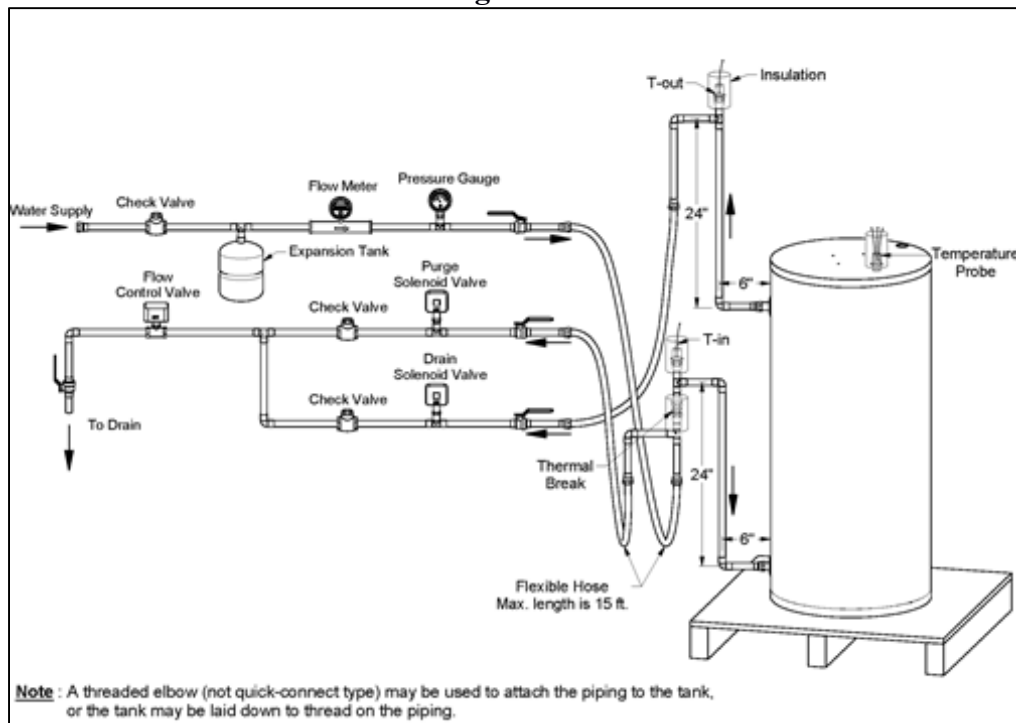 Insulation
T-out
Pressure Gauge
Flow Meter
Check Valve
Water Supply
24"
Expansion Tank
Temperature
Probe
Purge
Solenoid Valve
Flow
Control Valve
6"
Check Valve
T-in
Drain
Solenoid Valve
Check Valve
To Drain
Thermal
Break
24"
6"
Flexible Hose
Max. length is 15 ft.
Note : A threaded elbow (not quick-connect type) may be used to attach the piping to the tank,
or the tank may be laid down to thread on the piping.